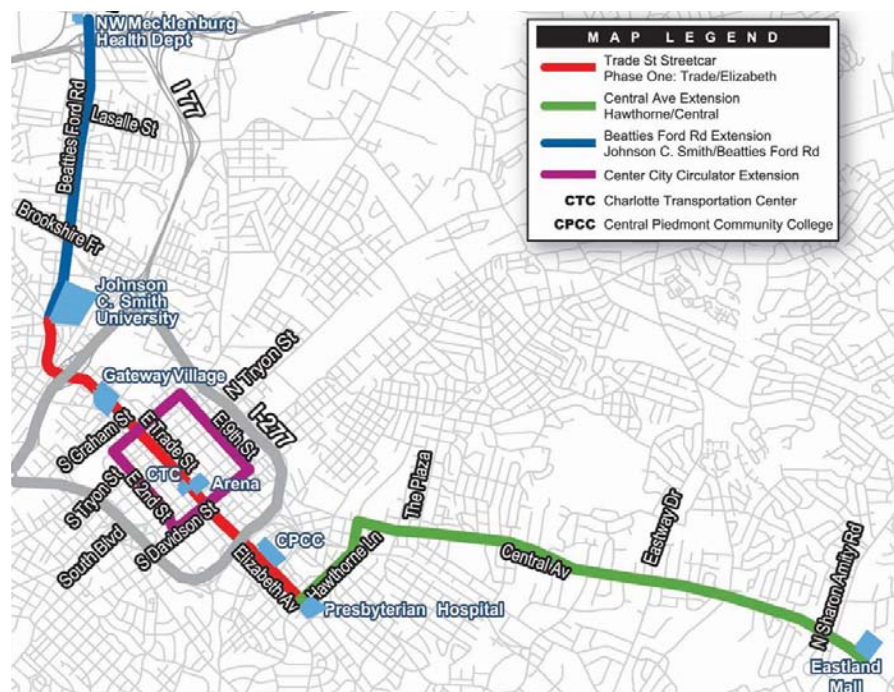 NW Mecklenburg
Health Dept
Beatties Ford Rd
Lasalle St
I 77
Brookshire Fr
Johnson
C. Smith
University
MAP LEGEND
Trade St Streetcar
Phase One: Trade/Elizabeth
Central Ave Extension
Hawthorne/Central
Beatties Ford Rd Extension
Johnson C. Smith/Beatties Ford Rd
Center City Circulator Extension
CTC Charlotte Transportation Center
CPCC Central Piedmont Community College
Gateway Village
N Tryon St
I-277
S Graham St
E Trade St
E 9th St
CTC
Arena
S Tryon St
E 2nd St
S Davidson St
South Blvd
CPCC
Elizabeth Av
Hawthorne Ln
Presbyterian Hospital
The Plaza
Central Av
Eastway Dr
N Sharon Amity Rd
Eastland
Mall